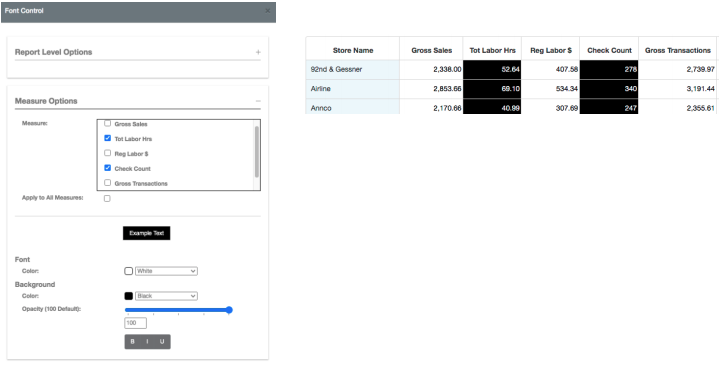 Font Control ×
Report Level Options +
Measure Options −
Measure:
Gross Sales
Tot Labor Hrs
Reg Labor $
Check Count
Gross Transactions
Apply to All Measures:
Example Text
Font
Color: White
Background
Color: Black
Opacity (100 Default):
100
B I U
Store Name Gross Sales Tot Labor Hrs Reg Labor $ Check Count Gross Transactions
92nd & Gessner 2,338.00 52.64 407.58 278 2,739.97
Airline 2,853.66 69.10 534.34 340 3,191.44
Annco 2,170.66 40.99 307.69 247 2,355.61